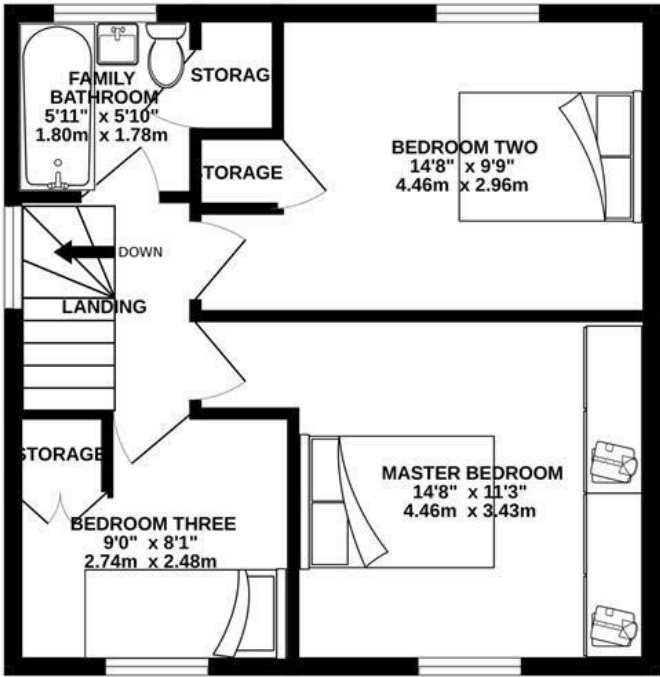 FAMILY
BATHROOM
5'11" x 5'10"
1.80m x 1.78m
STORAG
STORAGE
BEDROOM TWO
14'8" x 9'9"
4.46m x 2.96m
DOWN
LANDING
STORAGE
MASTER BEDROOM
14'8" x 11'3"
4.46m x 3.43m
BEDROOM THREE
9'0" x 8'1"
2.74m x 2.48m